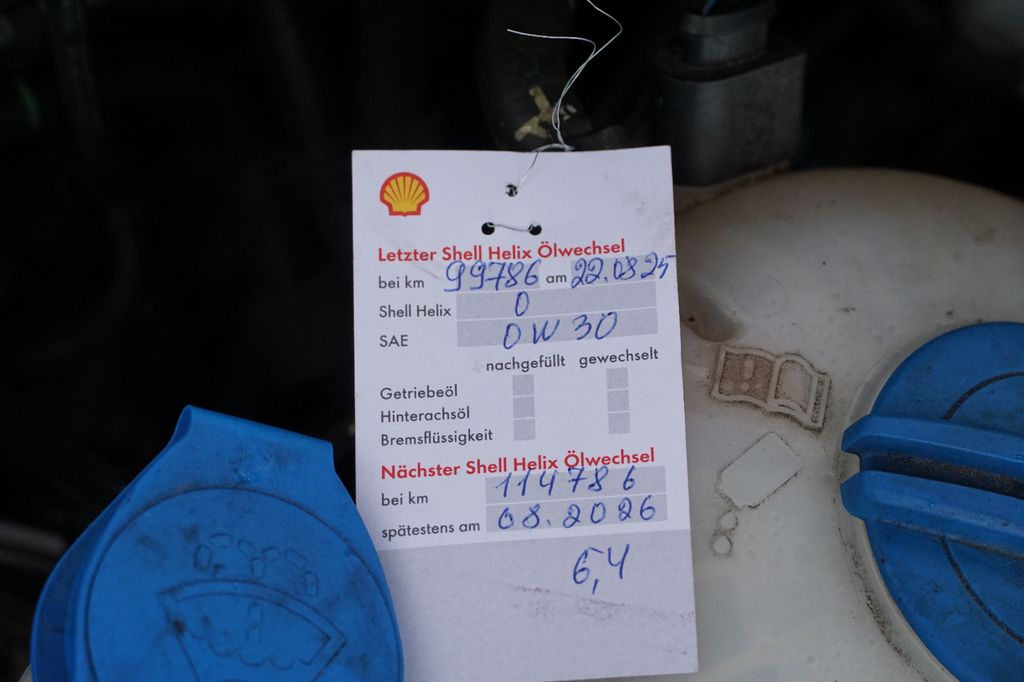 Letzter Shell Helix Ölwechsel
bei km 99786 am 22.08.25
Shell Helix 0
SAE 0W30
nachgefüllt gewechselt
Getriebeöl
Hinterachsöl
Bremsflüssigkeit
Nächster Shell Helix Ölwechsel
bei km 114786
spätestens am 08.2026
6,4